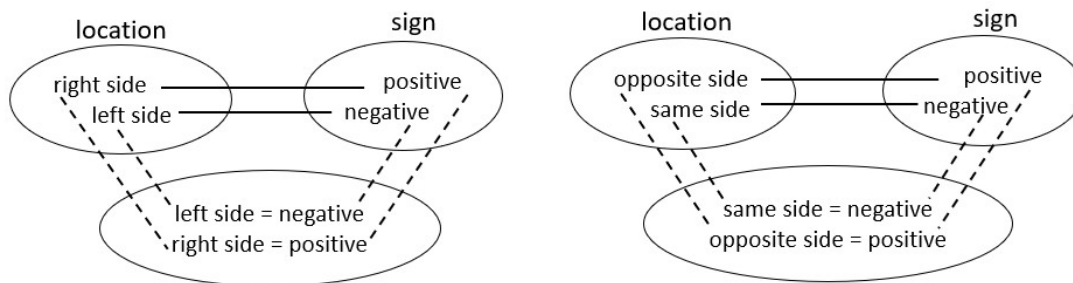 location
sign
right side
positive
left side
negative
left side = negative
right side = positive
location
sign
opposite side
positive
same side
negative
same side = negative
opposite side = positive